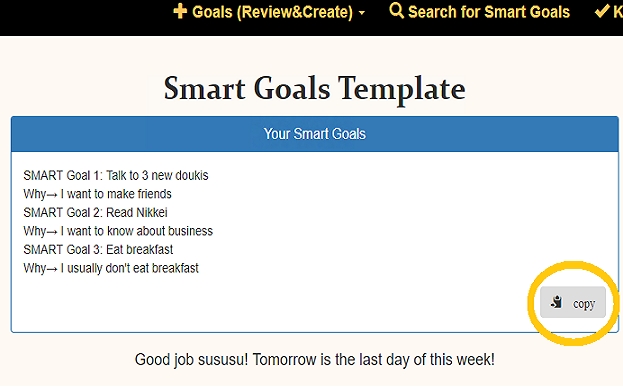 Goals (Review&Create)
Search for Smart Goals
K
Smart Goals Template
Your Smart Goals
SMART Goal 1: Talk to 3 new doukis
Why→ I want to make friends
SMART Goal 2: Read Nikkei
Why→ I want to know about business
SMART Goal 3: Eat breakfast
Why→ I usually don't eat breakfast
copy
Good job sususu! Tomorrow is the last day of this week!